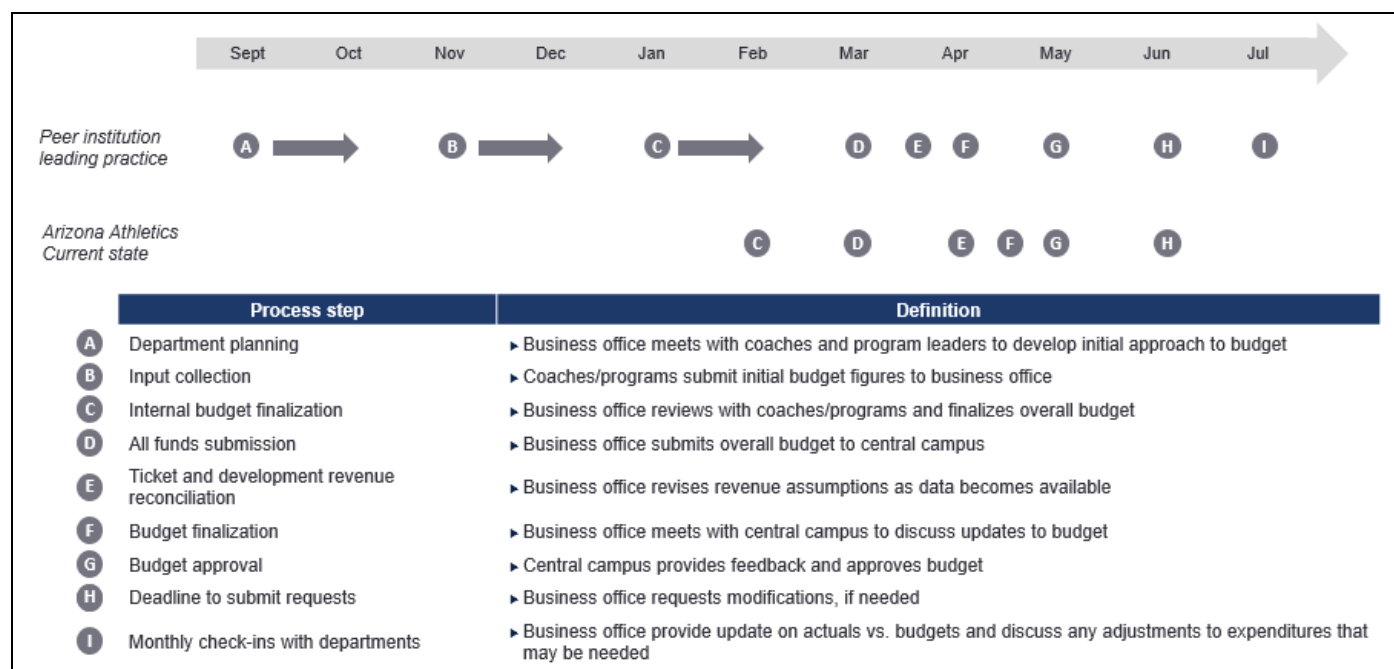 Sept Oct Nov Dec Jan Feb Mar Apr May Jun Jul
Peer institution
leading practice
A B C D E F G H I
Arizona Athletics
Current state
C D E F G H
Process step Definition
A Department planning ▸ Business office meets with coaches and program leaders to develop initial approach to budget
B Input collection ▸ Coaches/programs submit initial budget figures to business office
C Internal budget finalization ▸ Business office reviews with coaches/programs and finalizes overall budget
D All funds submission ▸ Business office submits overall budget to central campus
E Ticket and development revenue
reconciliation ▸ Business office revises revenue assumptions as data becomes available
F Budget finalization ▸ Business office meets with central campus to discuss updates to budget
G Budget approval ▸ Central campus provides feedback and approves budget
H Deadline to submit requests ▸ Business office requests modifications, if needed
I Monthly check-ins with departments ▸ Business office provide update on actuals vs. budgets and discuss any adjustments to expenditures that
may be needed